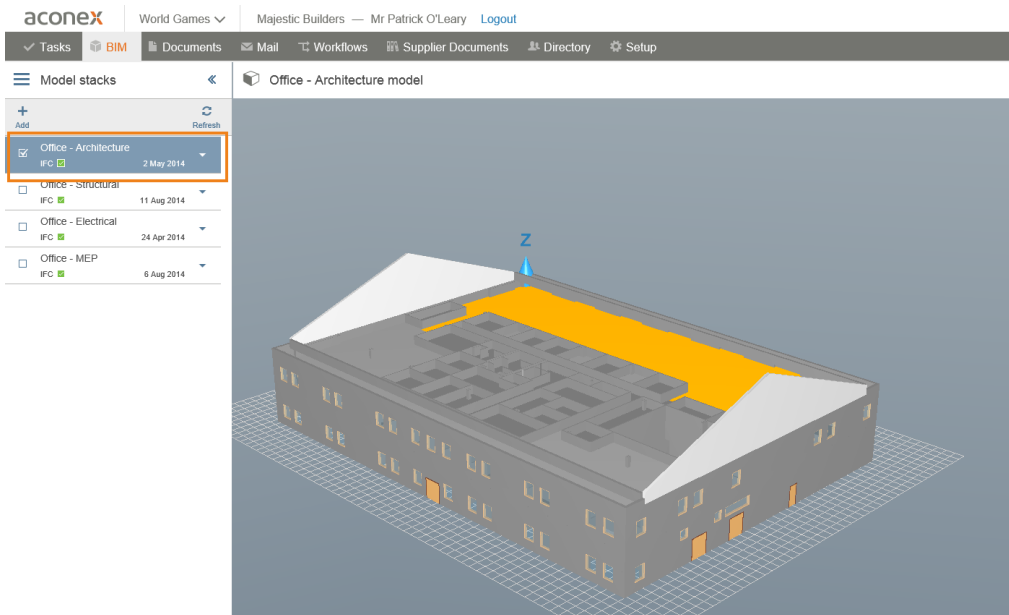 aconex World Games Majestic Builders — Mr Patrick O'Leary Logout
Tasks BIM Documents Mail Workflows Supplier Documents Directory Setup
Model stacks « Office - Architecture model
Add Refresh
Office - Architecture
IFC 2 May 2014
Office - Structural
IFC 11 Aug 2014
Office - Electrical
IFC 24 Apr 2014
Office - MEP
IFC 6 Aug 2014
Z